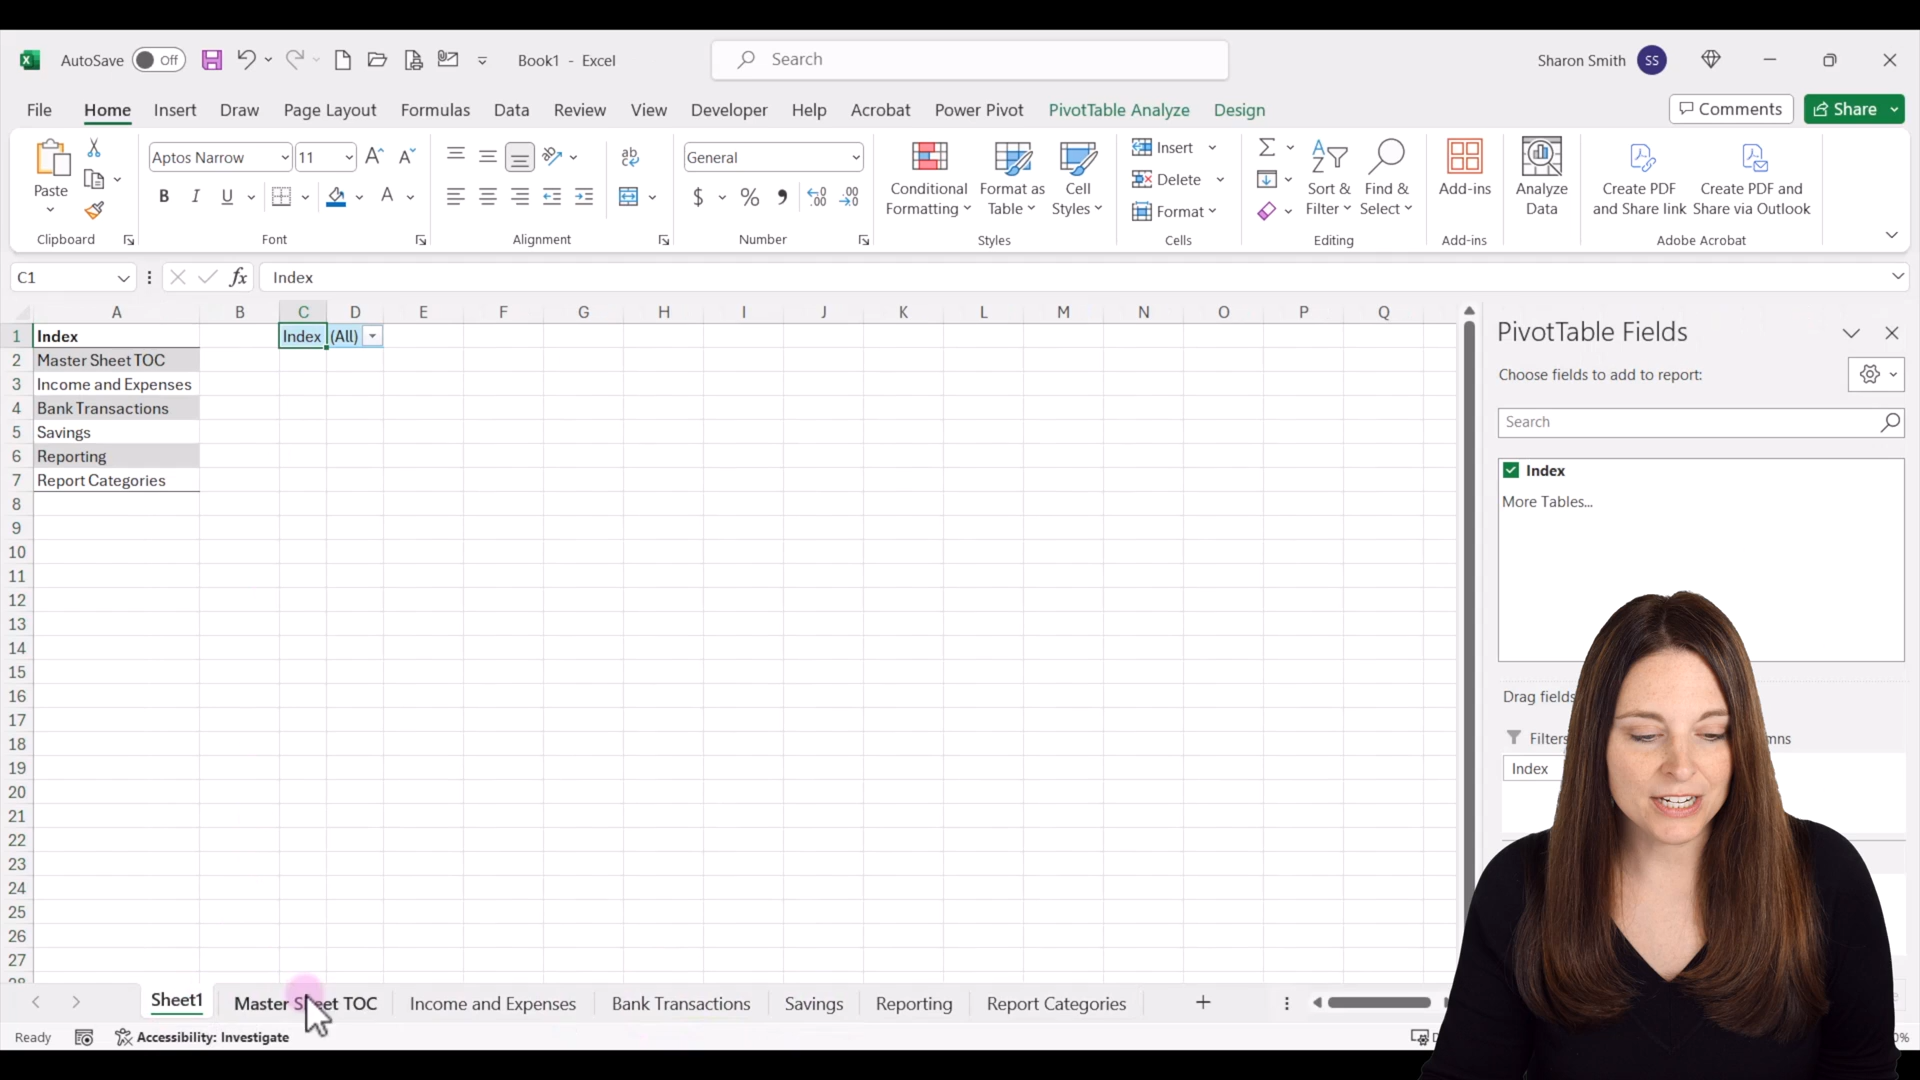 AutoSave Off Book1 - Excel Search Sharon Smith SS
File Home Insert Draw Page Layout Formulas Data Review View Developer Help Acrobat Power Pivot PivotTable Analyze Design Comments Share
Paste
Clipboard
Aptos Narrow 11
B I U A
Font
ab
Alignment
General
$ % 9 .00
Number
Conditional Formatting
Format as Table
Cell Styles
Styles
Insert
Delete
Format
Cells
Sort & Filter
Find & Select
Editing
Add-ins
Add-ins
Analyze Data
Create PDF and Share link
Create PDF and Share via Outlook
Adobe Acrobat
C1 fx Index
A B C D E F G H I J K L M N O P Q
1 Index Index (All)
2 Master Sheet TOC
3 Income and Expenses
4 Bank Transactions
5 Savings
6 Reporting
7 Report Categories
8
9
10
11
12
13
14
15
16
17
18
19
20
21
22
23
24
25
26
27
PivotTable Fields
Choose fields to add to report:
Search
Index
More Tables...
Drag fields
Filters
Index
Sheet1 Master Sheet TOC Income and Expenses Bank Transactions Savings Reporting Report Categories
Ready Accessibility: Investigate